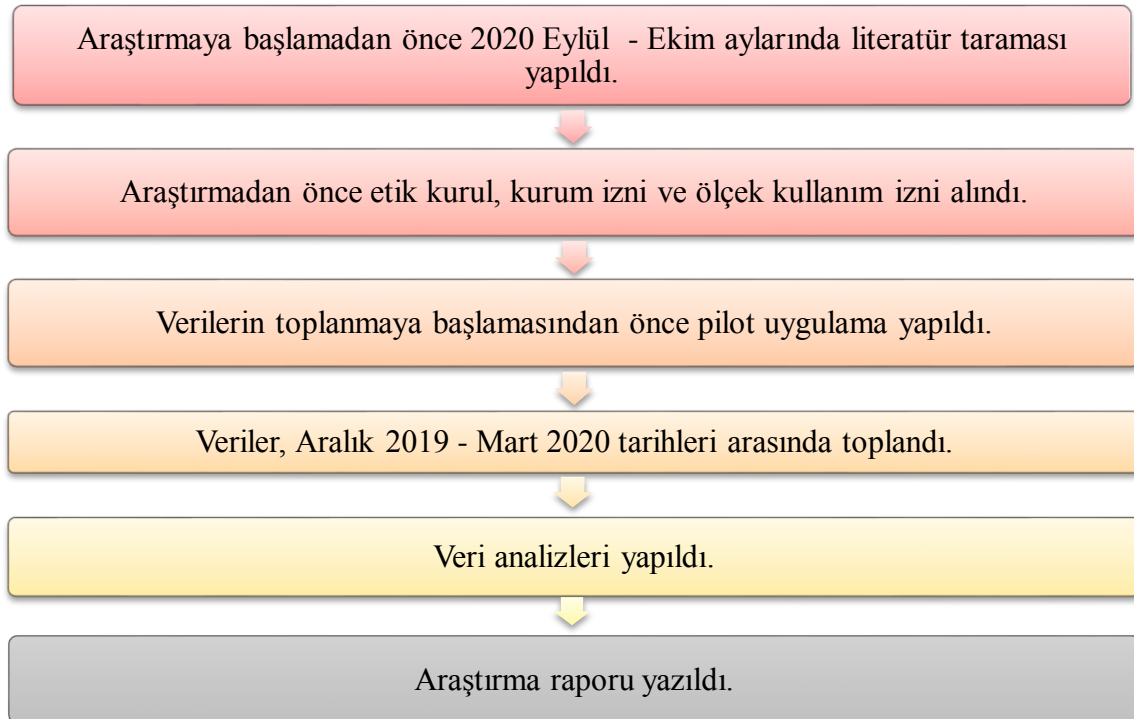 Araştırmaya başlamadan önce 2020 Eylül - Ekim aylarında literatür taraması
yapıldı.
Araştırmadan önce etik kurul, kurum izni ve ölçek kullanım izni alındı.
Verilerin toplanmaya başlamasından önce pilot uygulama yapıldı.
Veriler, Aralık 2019 - Mart 2020 tarihleri arasında toplandı.
Veri analizleri yapıldı.
Araştırma raporu yazıldı.